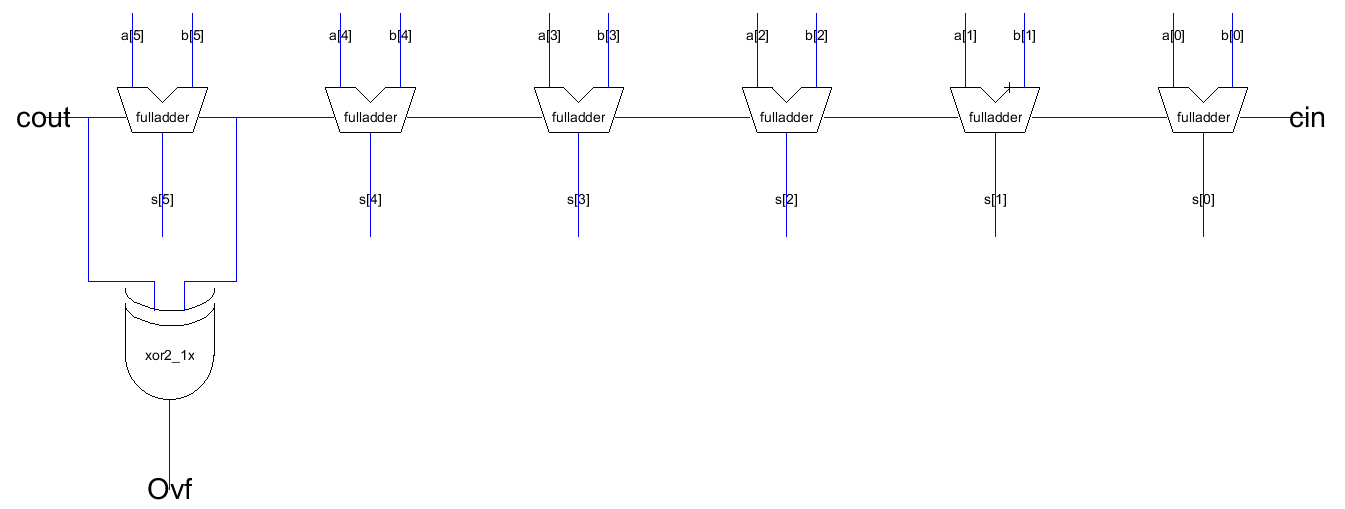 a[5] b[5] a[4] b[4] a[3] b[3] a[2] b[2] a[1] b[1] a[0] b[0]
cout fulladder fulladder fulladder fulladder fulladder fulladder cin
s[5] s[4] s[3] s[2] s[1] s[0]
xor2_1x
Ovf